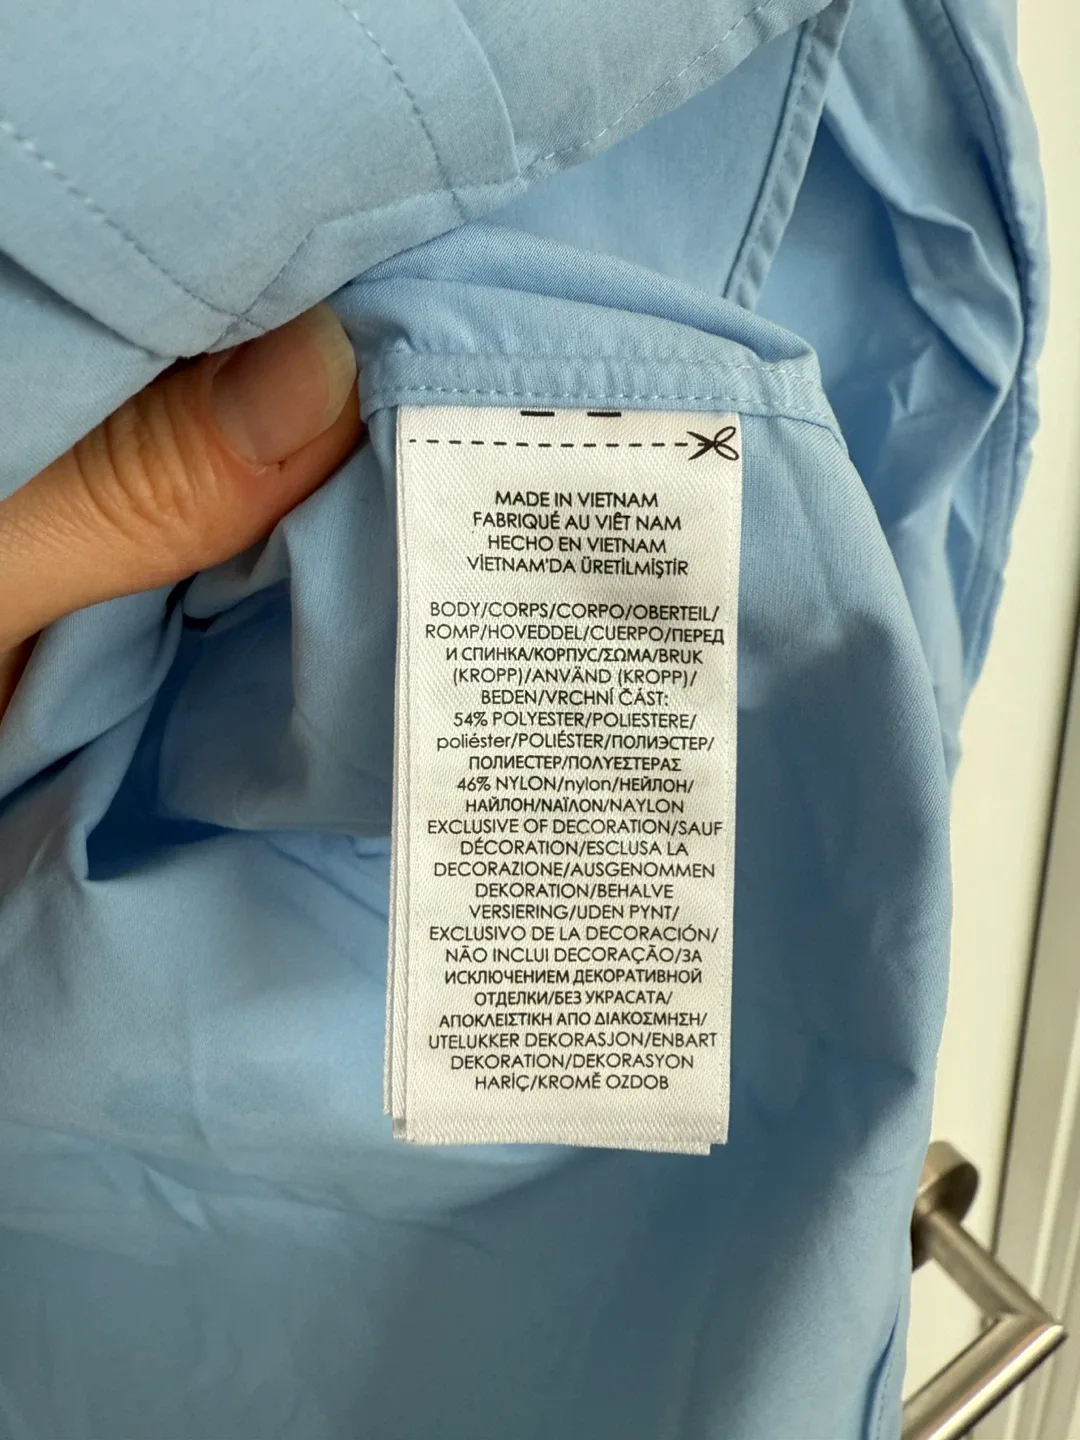 MADE IN VIETNAM
FABRIQUÉ AU VIÊT NAM
HECHO EN VIETNAM
VİETNAM'DA ÜRETİLMİŞTİR
BODY/CORPS/CORPO/OBERTEIL/
ROMP/HOVEDDEL/CUERPO/ПЕРЕД
И СПИНКА/КОРПУС/ΣΩΜΑ/BRUK
(KROPP)/ANVÄND (KROPP)/
BEDEN/VRCHNÍ ČÁST:
54% POLYESTER/POLIESTERE/
poliéster/POLIÉSTER/ПОЛИЭСТЕР/
ПОЛИЕСТЕР/ΠΟΛΥΕΣΤΕΡΑΣ
46% NYLON/nylon/НЕЙЛОН/
НАЙЛОН/ΝΑΪΛΟΝ/NAYLON
EXCLUSIVE OF DECORATION/SAUF
DÉCORATION/ESCLUSA LA
DECORAZIONE/AUSGENOMMEN
DEKORATION/BEHALVE
VERSIERING/UDEN PYNT/
EXCLUSIVO DE LA DECORACIÓN/
NÃO INCLUI DECORAÇÃO/ЗА
ИСКЛЮЧЕНИЕМ ДЕКОРАТИВНОЙ
ОТДЕЛКИ/БЕЗ УКРАСАТА/
ΑΠΟΚΛΕΙΣΤΙΚΗ ΑΠΟ ΔΙΑΚΟΣΜΗΣΗ/
UTELUKKER DEKORASJON/ENBART
DEKORATION/DEKORASYON
HARİÇ/KROMĚ OZDOB